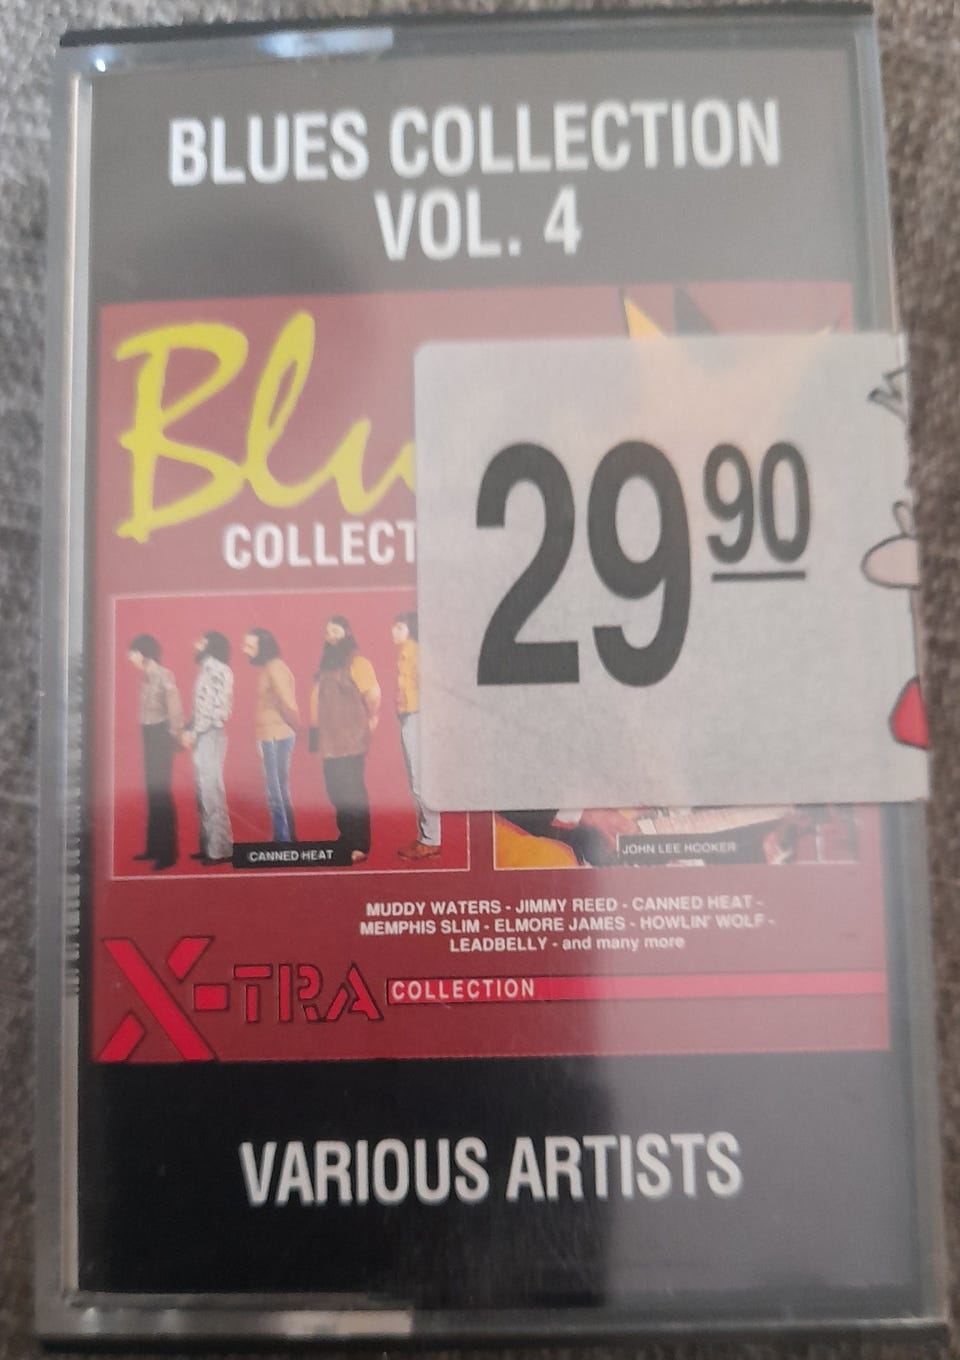 BLUES COLLECTION
VOL. 4
Blu
COLLECT
29 90
CANNED HEAT
JOHN LEE HOOKER
MUDDY WATERS - JIMMY REED - CANNED HEAT -
MEMPHIS SLIM - ELMORE JAMES - HOWLIN' WOLF -
LEADBELLY - and many more
X-TRA COLLECTION
VARIOUS ARTISTS